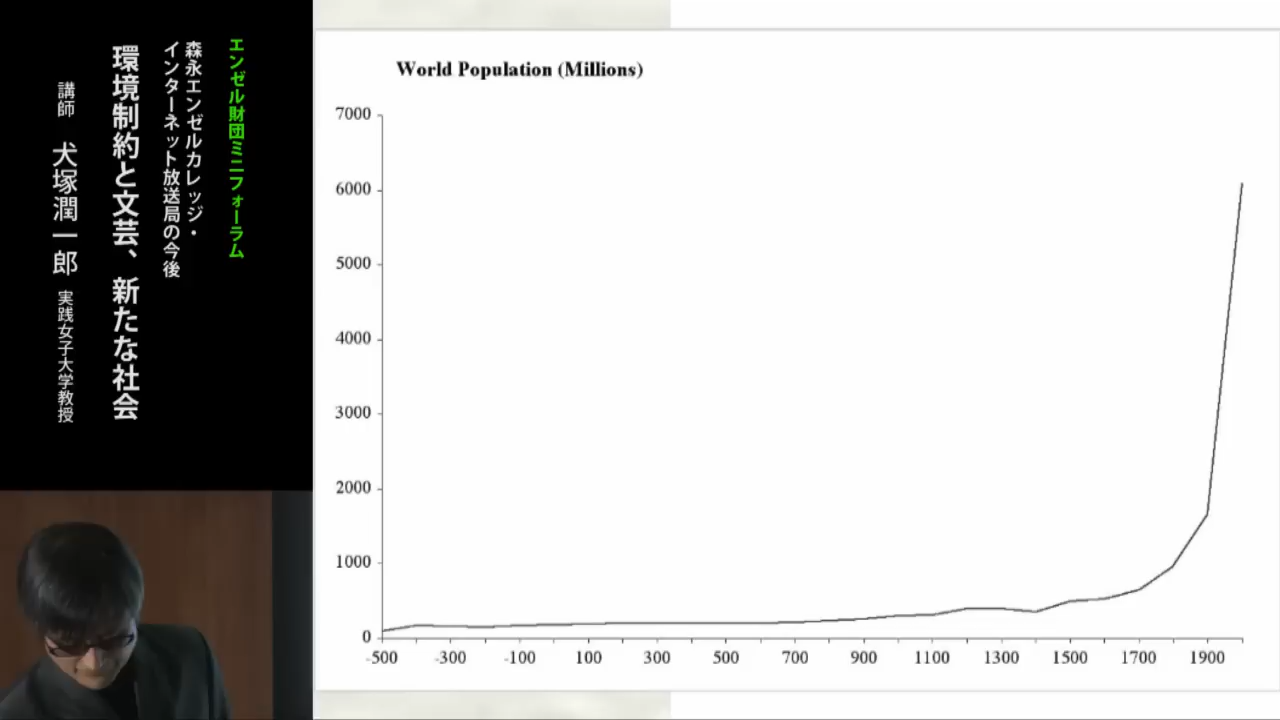 エンゼル財団ミニフォーラム
森永エンゼルカレッジ・
インターネット放送局の今後
環境制約と文芸、新たな社会
講師 犬塚潤一郎 実践女子大学教授
World Population (Millions)
7000
6000
5000
4000
3000
2000
1000
0
-500 -300 -100 100 300 500 700 900 1100 1300 1500 1700 1900